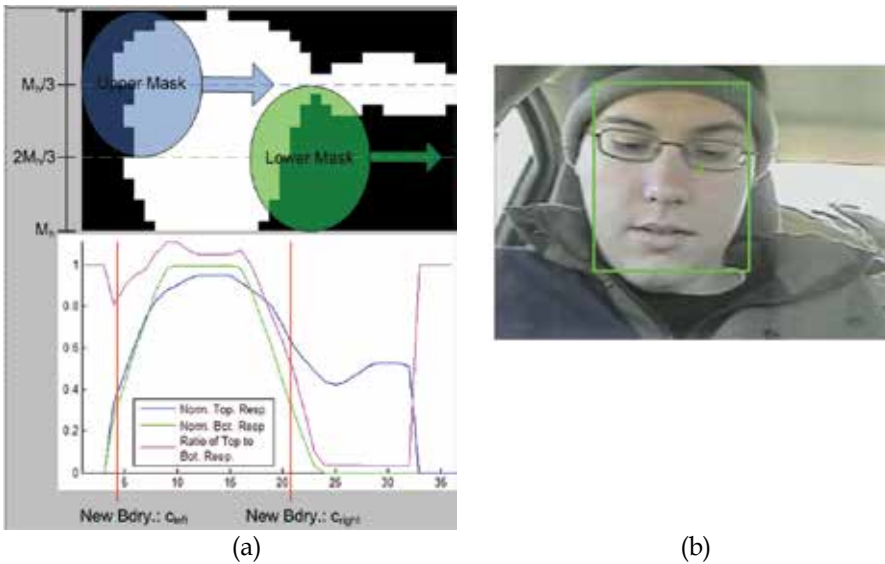 Upper Mask
Mₕ/3
2Mₕ/3
Lower Mask
Mₕ
1
0.8
0.6
0.4
0.2
0
Norm. Top. Resp.
Norm. Bot. Resp
Ratio of Top to
Bot. Resp.
5 10 15 20 25 30 35
New Bdry.: c_left New Bdry.: c_right
(a) (b)